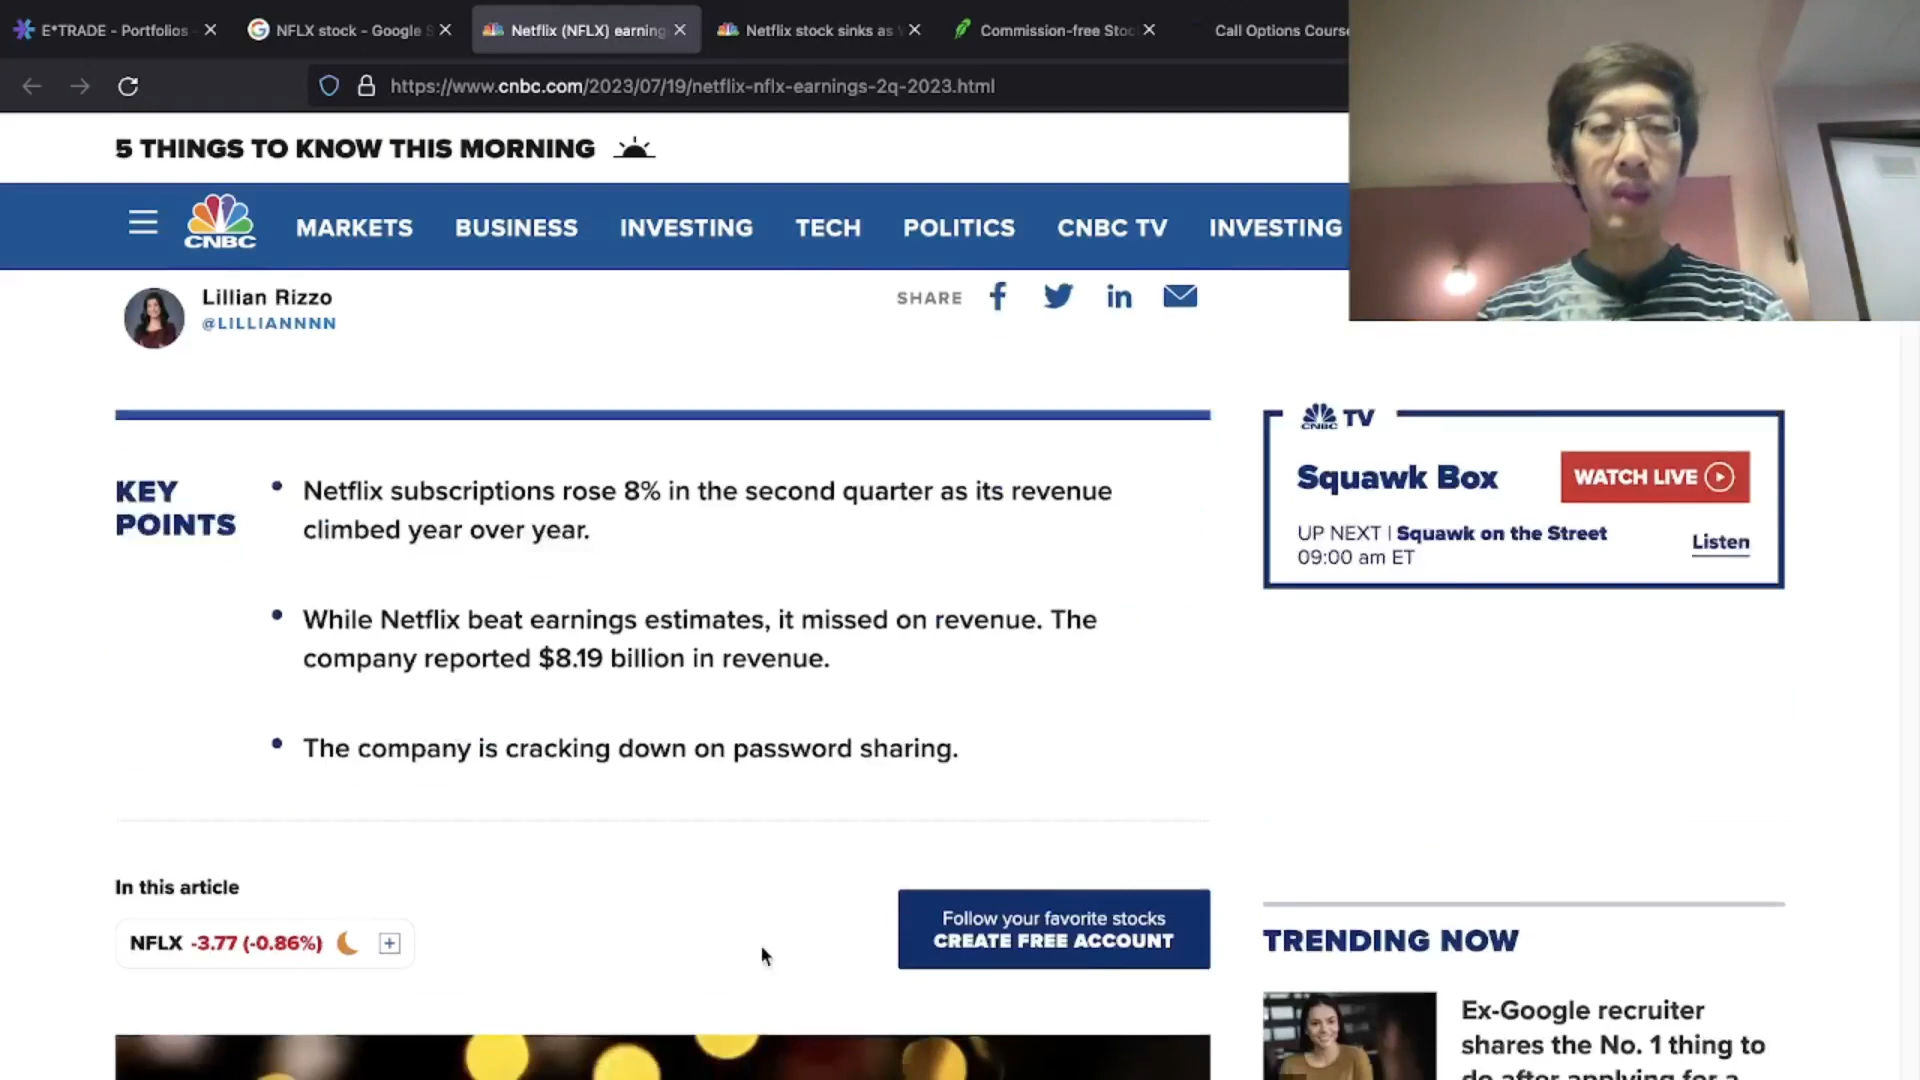 E*TRADE - Portfolios
NFLX stock - Google S
Netflix (NFLX) earning
Netflix stock sinks as
Commission-free Stoc
Call Options Course
https://www.cnbc.com/2023/07/19/netflix-nflx-earnings-2q-2023.html
5 THINGS TO KNOW THIS MORNING
CNBC
MARKETS
BUSINESS
INVESTING
TECH
POLITICS
CNBC TV
INVESTING
Lillian Rizzo
@LILLIANNNN
SHARE
KEY
POINTS
Netflix subscriptions rose 8% in the second quarter as its revenue
climbed year over year.
While Netflix beat earnings estimates, it missed on revenue. The
company reported $8.19 billion in revenue.
The company is cracking down on password sharing.
In this article
NFLX -3.77 (-0.86%)
Follow your favorite stocks
CREATE FREE ACCOUNT
CNBC TV
Squawk Box
WATCH LIVE
UP NEXT | Squawk on the Street
09:00 am ET
Listen
TRENDING NOW
Ex-Google recruiter
shares the No. 1 thing to
do after applying for a